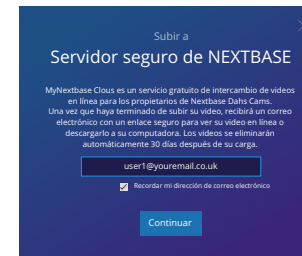 Subir a
Servidor seguro de NEXTBASE
MyNextbase Clous es un servicio gratuito de intercambio de videos
en línea para los propietarios de Nextbase Dahs Cams.
Una vez que haya terminado de subir su video, recibirá un correo
electrónico con un enlace seguro para ver su video en línea o
descargarlo a su computadora. Los videos se eliminarán
automáticamente 30 días después de su carga.
user1@youremail.co.uk
Recordar mi dirección de correo electrónico
Continuar